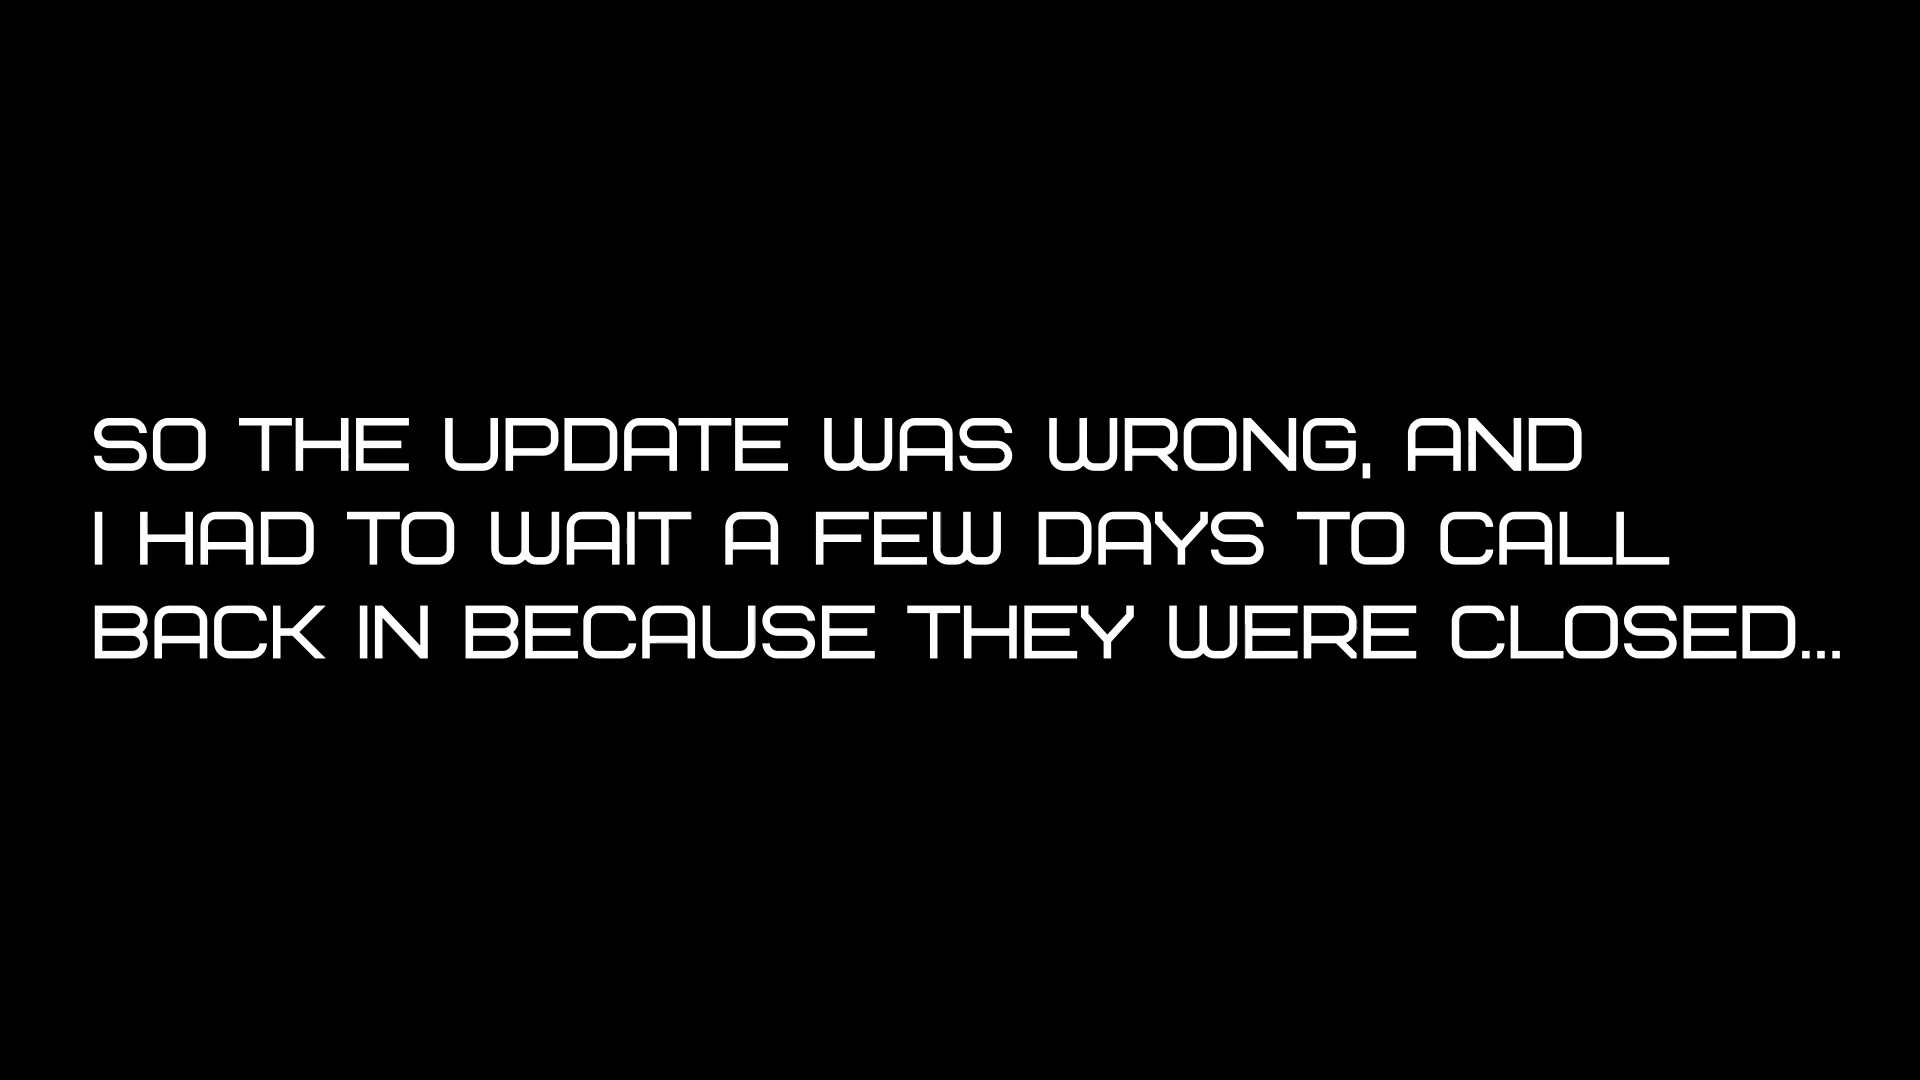 SO THE UPDATE WAS WRONG, AND
I HAD TO WAIT A FEW DAYS TO CALL
BACK IN BECAUSE THEY WERE CLOSED...